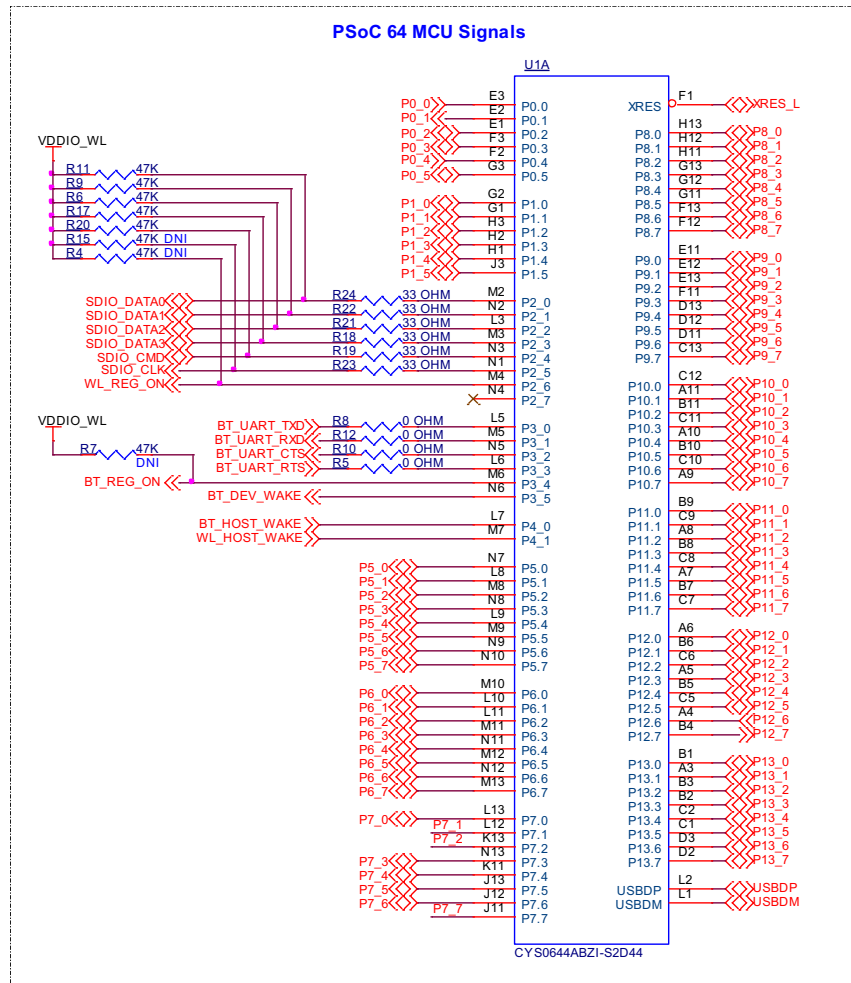 PSoC 64 MCU Signals
U1A
P0_0 E3 P0.0
P0_1 E2 P0.1
P0_2 E1 P0.2
P0_3 F3 P0.3
P0_4 F2 P0.4
P0_5 G3 P0.5
P1_0 G2 P1.0
P1_1 G1 P1.1
P1_2 H3 P1.2
P1_3 H2 P1.3
P1_4 H1 P1.4
P1_5 J3 P1.5
VDDIO_WL
R11 47K
R9 47K
R6 47K
R17 47K
R20 47K
R15 47K DNI
R4 47K DNI
SDIO_DATA0 R24 33 OHM M2 P2_0
SDIO_DATA1 R22 33 OHM N2 P2_1
SDIO_DATA2 R21 33 OHM L3 P2_2
SDIO_DATA3 R18 33 OHM M3 P2_3
SDIO_CMD R19 33 OHM N3 P2_4
SDIO_CLK R23 33 OHM N1 P2_5
WL_REG_ON M4 P2_6
N4 P2_7
VDDIO_WL
R7 47K
DNI
BT_UART_TXD R8 0 OHM L5 P3_0
BT_UART_RXD R12 0 OHM M5 P3_1
BT_UART_CTS R10 0 OHM N5 P3_2
BT_UART_RTS R5 0 OHM L6 P3_3
BT_REG_ON M6 P3_4
BT_DEV_WAKE N6 P3_5
BT_HOST_WAKE L7 P4_0
WL_HOST_WAKE M7 P4_1
P5_0 N7 P5.0
P5_1 L8 P5.1
P5_2 M8 P5.2
P5_3 N8 P5.3
P5_4 L9 P5.4
P5_5 M9 P5.5
P5_6 N9 P5.6
P5_7 N10 P5.7
P6_0 M10 P6.0
P6_1 L10 P6.1
P6_2 L11 P6.2
P6_3 M11 P6.3
P6_4 N11 P6.4
P6_5 M12 P6.5
P6_6 N12 P6.6
P6_7 M13 P6.7
P7_0 L13 P7.0
P7_1 L12 P7.1
P7_2 K13 P7.2
P7_3 N13 P7.3
P7_4 K11 P7.4
P7_5 J13 P7.5
P7_6 J12 P7.6
P7_7 J11 P7.7
XRES F1 XRES_L
P8.0 H13 P8_0
P8.1 H12 P8_1
P8.2 H11 P8_2
P8.3 G13 P8_3
P8.4 G12 P8_4
P8.5 G11 P8_5
P8.6 F13 P8_6
P8.7 F12 P8_7
P9.0 E11 P9_0
P9.1 E12 P9_1
P9.2 E13 P9_2
P9.3 F11 P9_3
P9.4 D13 P9_4
P9.5 D12 P9_5
P9.6 D11 P9_6
P9.7 C13 P9_7
P10.0 C12 P10_0
P10.1 A11 P10_1
P10.2 B11 P10_2
P10.3 C11 P10_3
P10.4 A10 P10_4
P10.5 B10 P10_5
P10.6 C10 P10_6
P10.7 A9 P10_7
P11.0 B9 P11_0
P11.1 C9 P11_1
P11.2 A8 P11_2
P11.3 B8 P11_3
P11.4 C8 P11_4
P11.5 A7 P11_5
P11.6 B7 P11_6
P11.7 C7 P11_7
P12.0 A6 P12_0
P12.1 B6 P12_1
P12.2 C6 P12_2
P12.3 A5 P12_3
P12.4 B5 P12_4
P12.5 C5 P12_5
P12.6 A4 P12_6
P12.7 B4 P12_7
P13.0 B1 P13_0
P13.1 A3 P13_1
P13.2 B3 P13_2
P13.3 B2 P13_3
P13.4 C2 P13_4
P13.5 C1 P13_5
P13.6 D3 P13_6
P13.7 D2 P13_7
USBDP L2 USBDP
USBDM L1 USBDM
CYS0644ABZI-S2D44